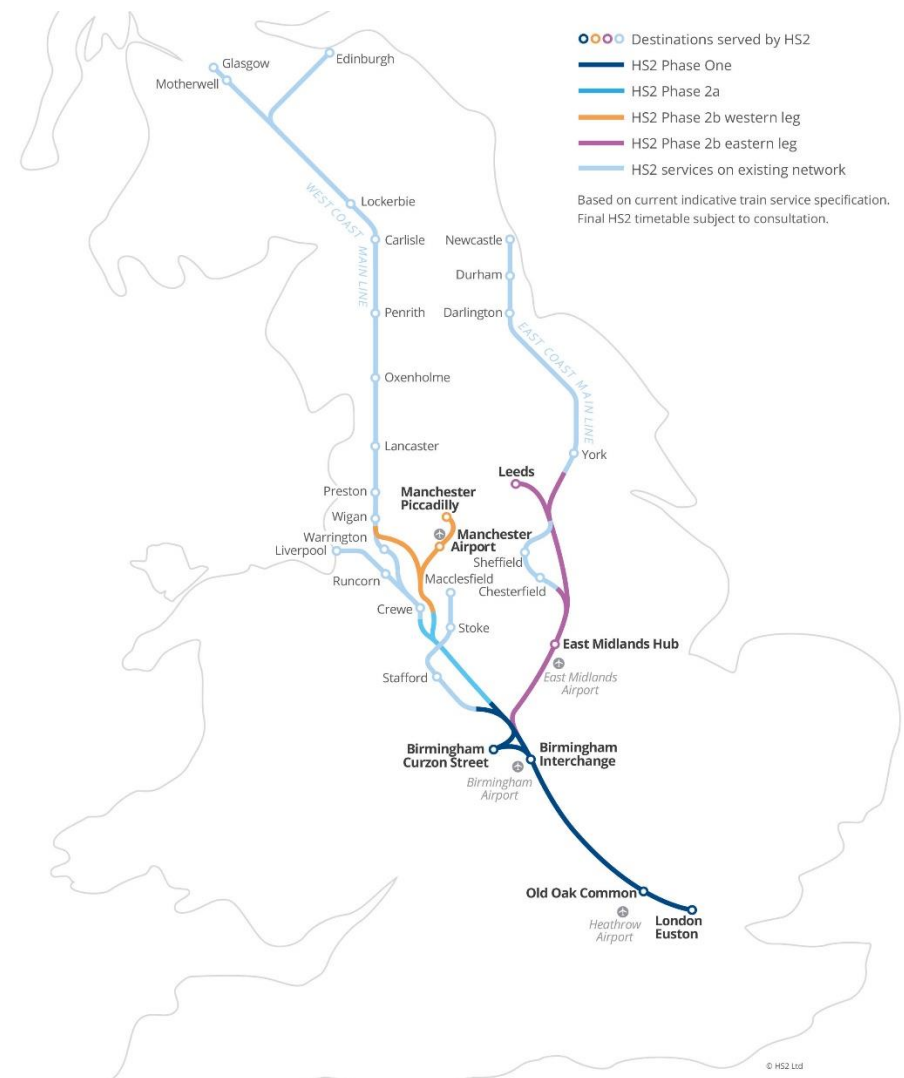 Destinations served by HS2
HS2 Phase One
HS2 Phase 2a
HS2 Phase 2b western leg
HS2 Phase 2b eastern leg
HS2 services on existing network
Based on current indicative train service specification.
Final HS2 timetable subject to consultation.
Glasgow
Edinburgh
Motherwell
Lockerbie
WEST COAST MAIN LINE
Carlisle
Newcastle
Durham
Penrith
Darlington
EAST COAST MAIN LINE
Oxenholme
Lancaster
York
Leeds
Preston
Manchester
Piccadilly
Wigan
Warrington
Manchester
Airport
Liverpool
Sheffield
Runcorn
Macclesfield
Chesterfield
Crewe
Stoke
East Midlands Hub
Stafford
East Midlands
Airport
Birmingham
Curzon Street
Birmingham
Interchange
Birmingham
Airport
Old Oak Common
Heathrow
Airport
London
Euston
© HS2 Ltd